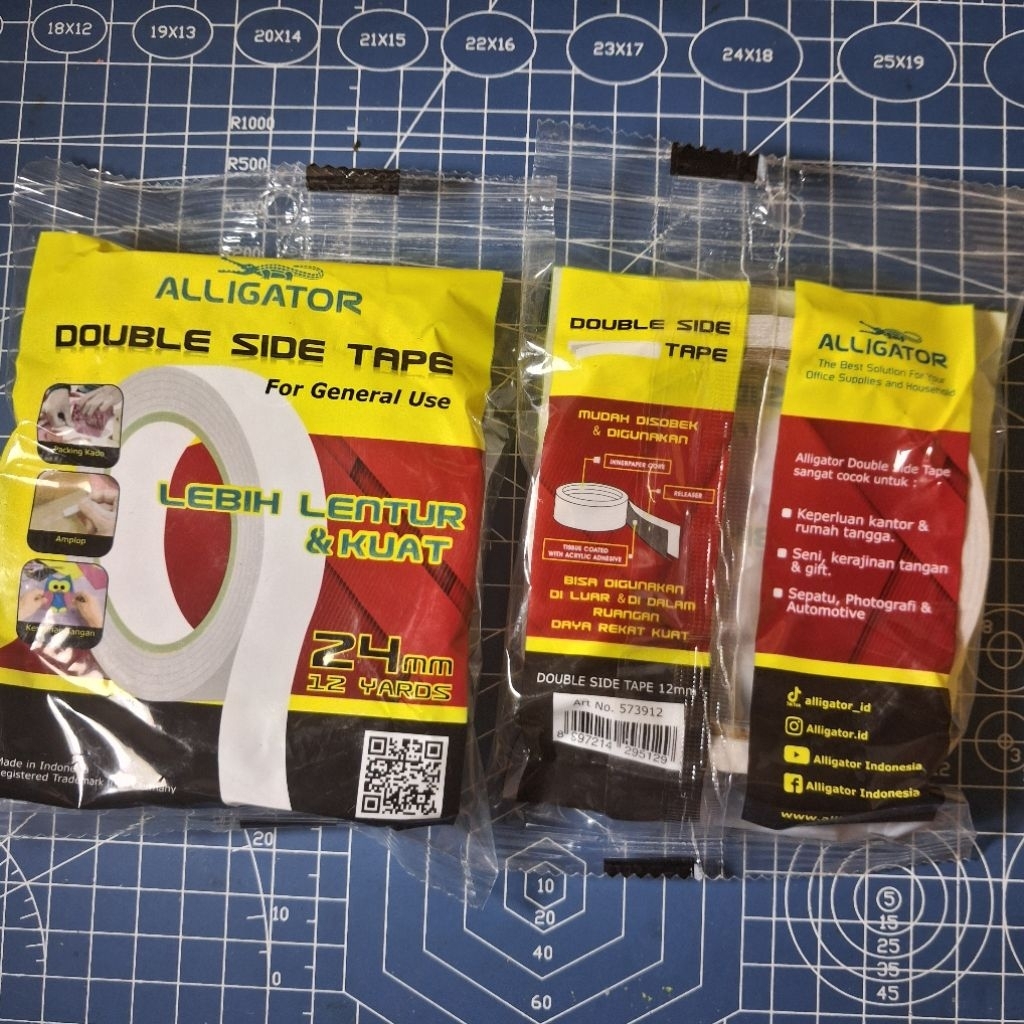 18X12
19X13
20X14
21X15
22X16
23X17
24X18
25X19
R1000
R500
ALLIGATOR
DOUBLE SIDE TAPE
For General Use
Packing Kado
Amplop
LEBIH LENTUR
& KUAT
24mm
12 YARDS
Made in
DOUBLE SIDE
TAPE
MUDAH DISOBEK
& DIGUNAKAN
INNERPAPER CORE
RELEASER
TISSUE COATED
WITH ACRYLIC ADHESIVE
BISA DIGUNAKAN
DI LUAR & DI DALAM
RUANGAN
DAYA REKAT KUAT
DOUBLE SIDE TAPE 12mm
Art No. 573912
8 997214 295129
ALLIGATOR
The Best Solution For Your
Office Supplies and Household
Alligator Double Side Tape
sangat cocok untuk :
Keperluan kantor &
rumah tangga.
Seni, kerajinan tangan
& gift.
Sepatu, Photografi &
Automotive
alligator_id
Alligator.id
Alligator Indonesia
Alligator Indonesia
20
10
0
10
20
40
60
5
15
25
35
45